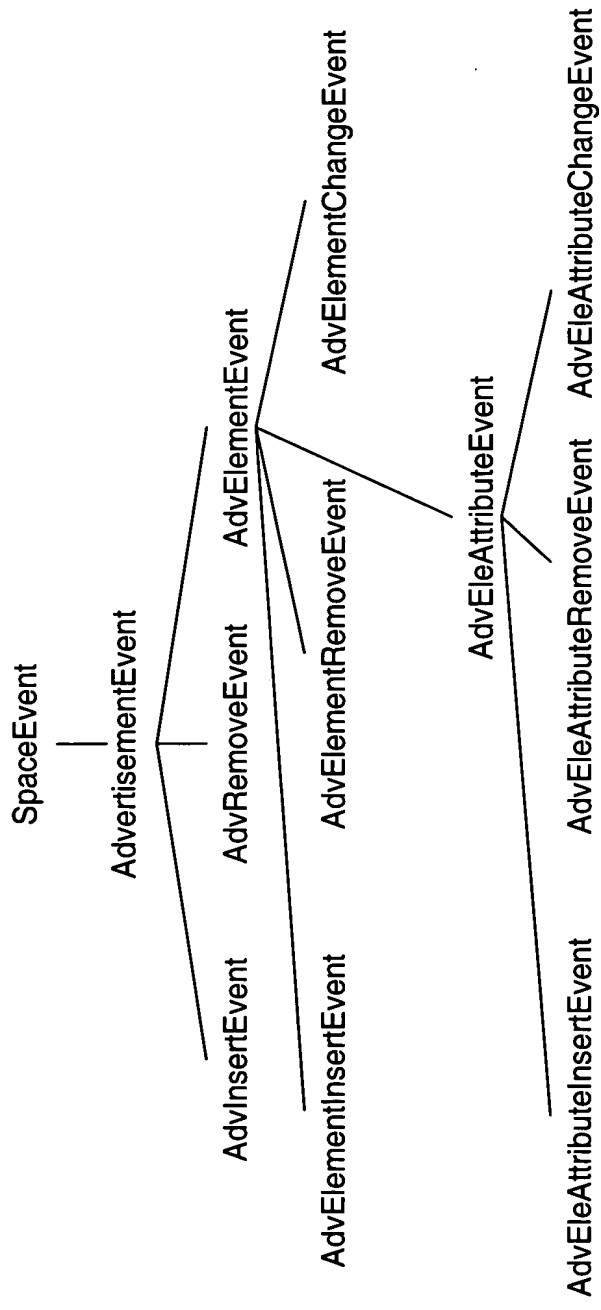 SpaceEvent
AdvertisementEvent
AdvInsertEvent
AdvRemoveEvent
AdvElementEvent
AdvElementInsertEvent
AdvElementRemoveEvent
AdvElementChangeEvent
AdvEleAttributeEvent
AdvEleAttributeInsertEvent
AdvEleAttributeRemoveEvent
AdvEleAttributeChangeEvent